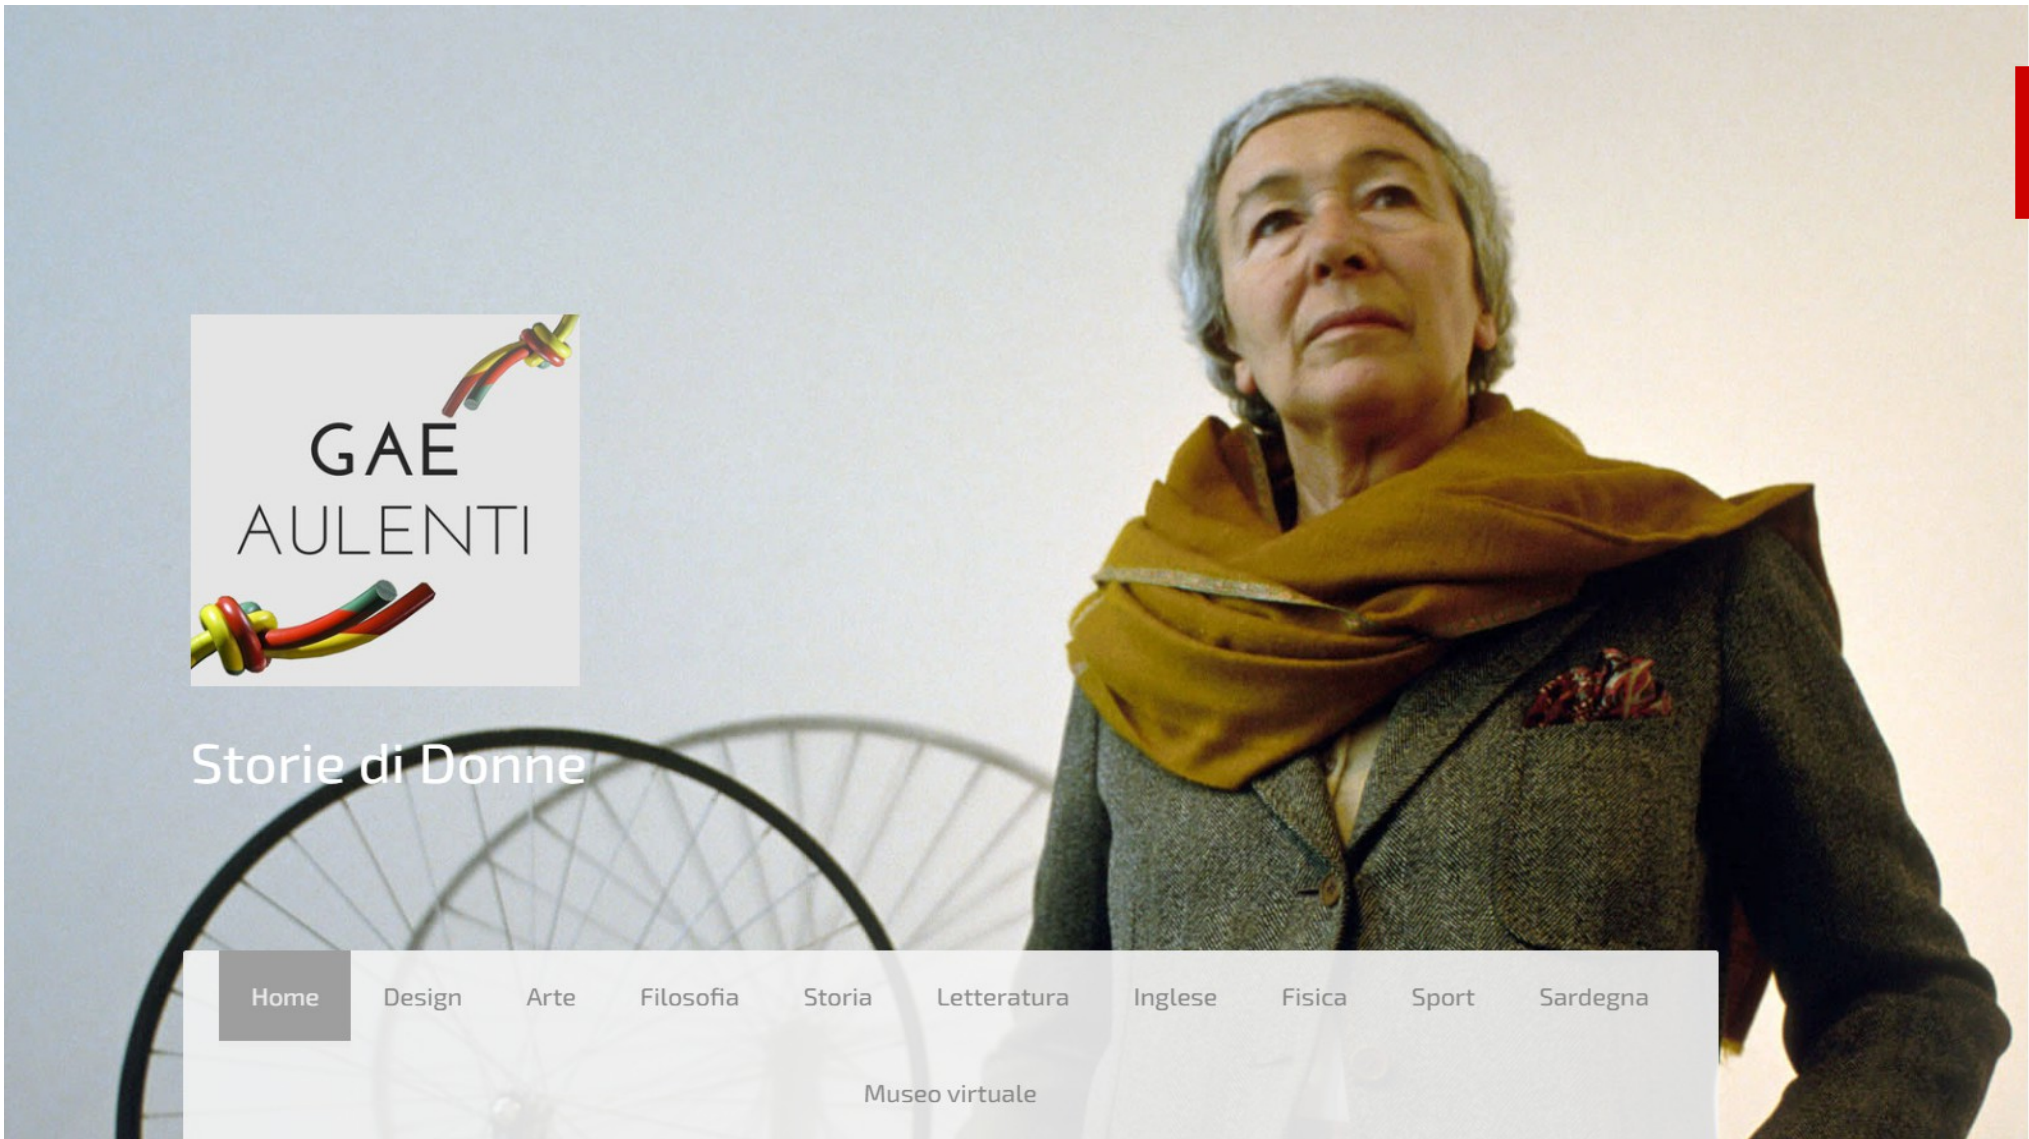 GAE
AULENTI
Storie di Donne
Home Design Arte Filosofia Storia Letteratura Inglese Fisica Sport Sardegna
Museo virtuale